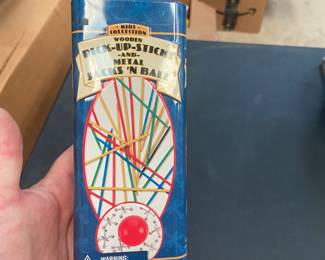 KIDS
COLLECTION
WOODEN
PICK-UP-STICKS
-AND-
METAL
JACKS 'N BALL
WARNING: